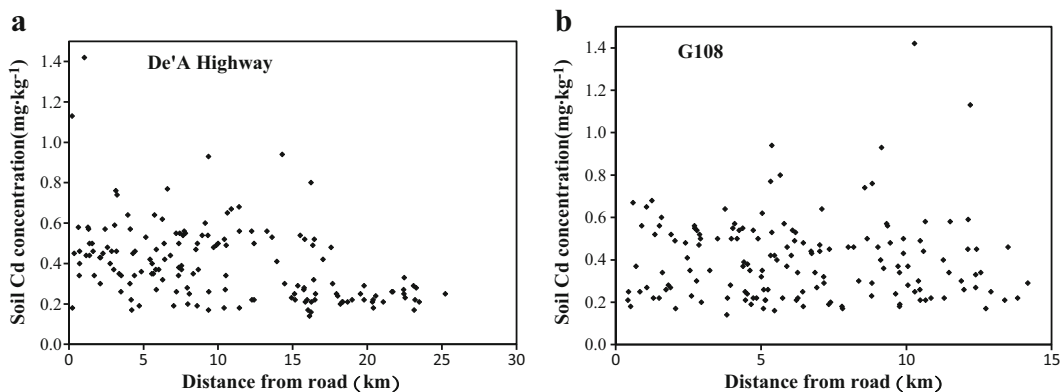 a
De'A Highway
Soil Cd concentration(mg·kg⁻¹)
1.4
1.2
1.0
0.8
0.6
0.4
0.2
0.0
0 5 10 15 20 25 30
Distance from road (km)
b
G108
Soil Cd concentration(mg·kg⁻¹)
1.4
1.2
1.0
0.8
0.6
0.4
0.2
0.0
0 5 10 15
Distance from road (km)